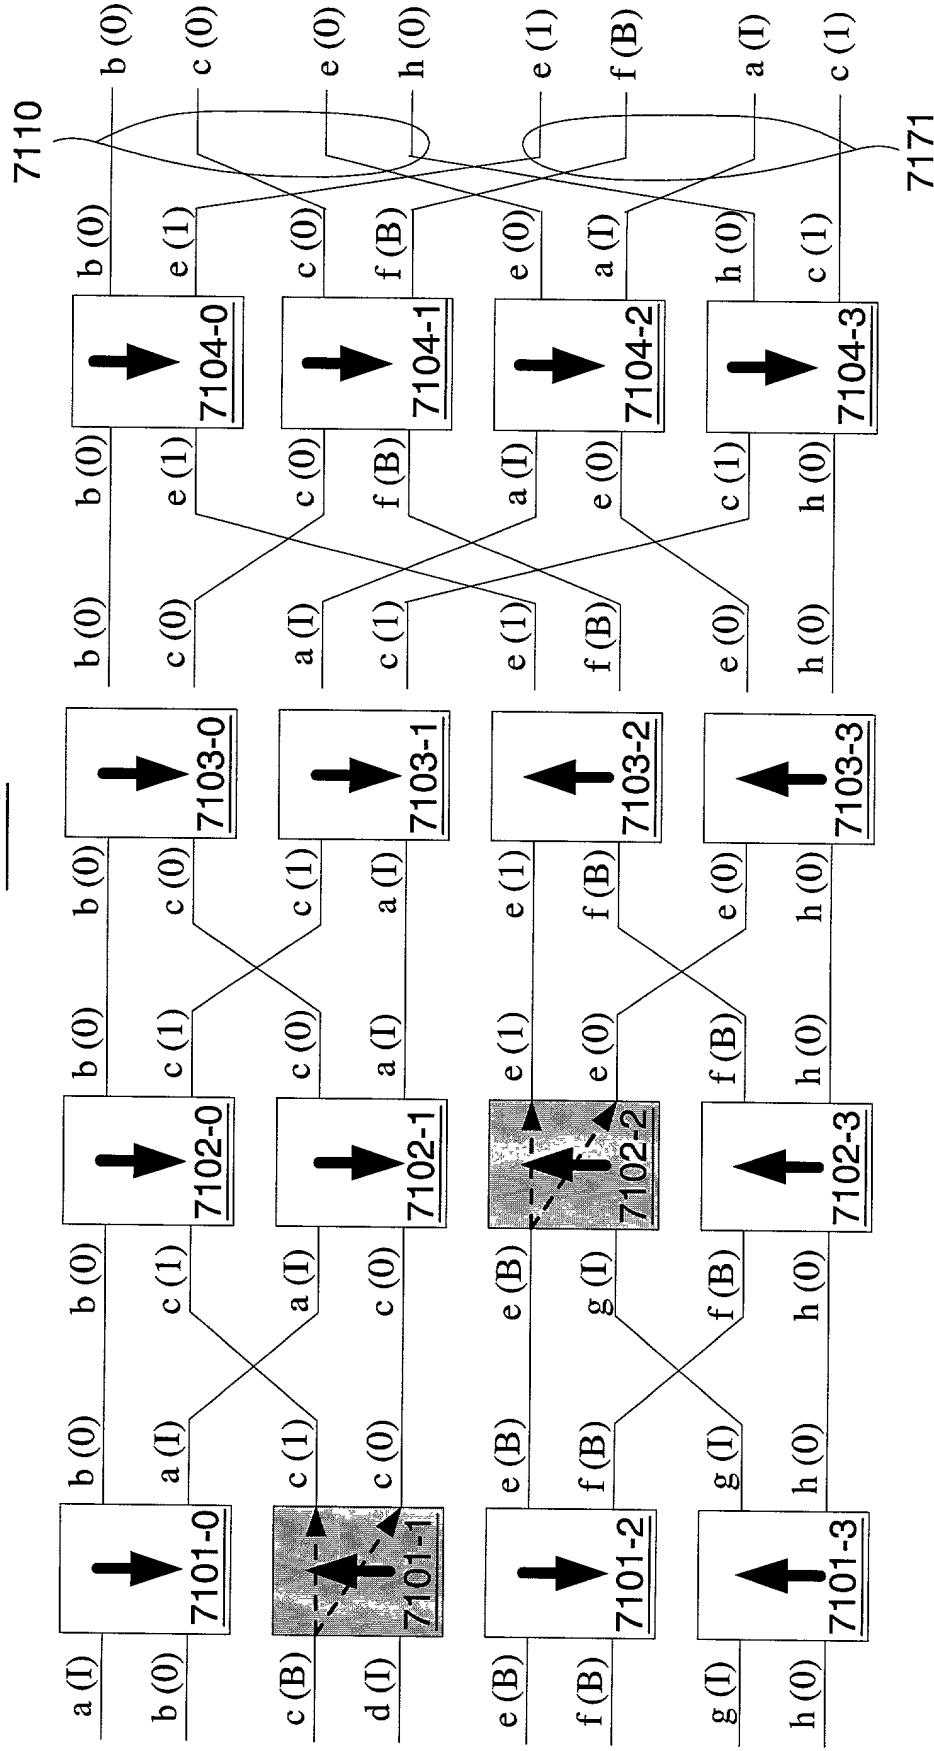 7110
a (I) b (0) b (0) b (0) b (0) b (0) b (0) b (0) b (0)
b (0) a (I) c (1) c (1) c (0) c (0) e (1) e (1) c (0)
7101-0 7102-0 7103-0 7104-0
c (B) c (1) a (I) c (0) c (1) a (I) c (0) c (0) e (0)
d (I) c (0) c (0) a (I) a (I) c (1) f (B) f (B) h (0)
7101-1 7102-1 7103-1 7104-1
e (B) e (B) e (B) e (1) e (1) e (1) a (I) e (0) e (1)
f (B) f (B) g (I) e (0) f (B) f (B) e (0) a (I) f (B)
7101-2 7102-2 7103-2 7104-2
g (I) g (I) f (B) f (B) e (0) e (0) c (1) h (0) a (I)
h (0) h (0) h (0) h (0) h (0) h (0) h (0) c (1) c (1)
7101-3 7102-3 7103-3 7104-3
7171